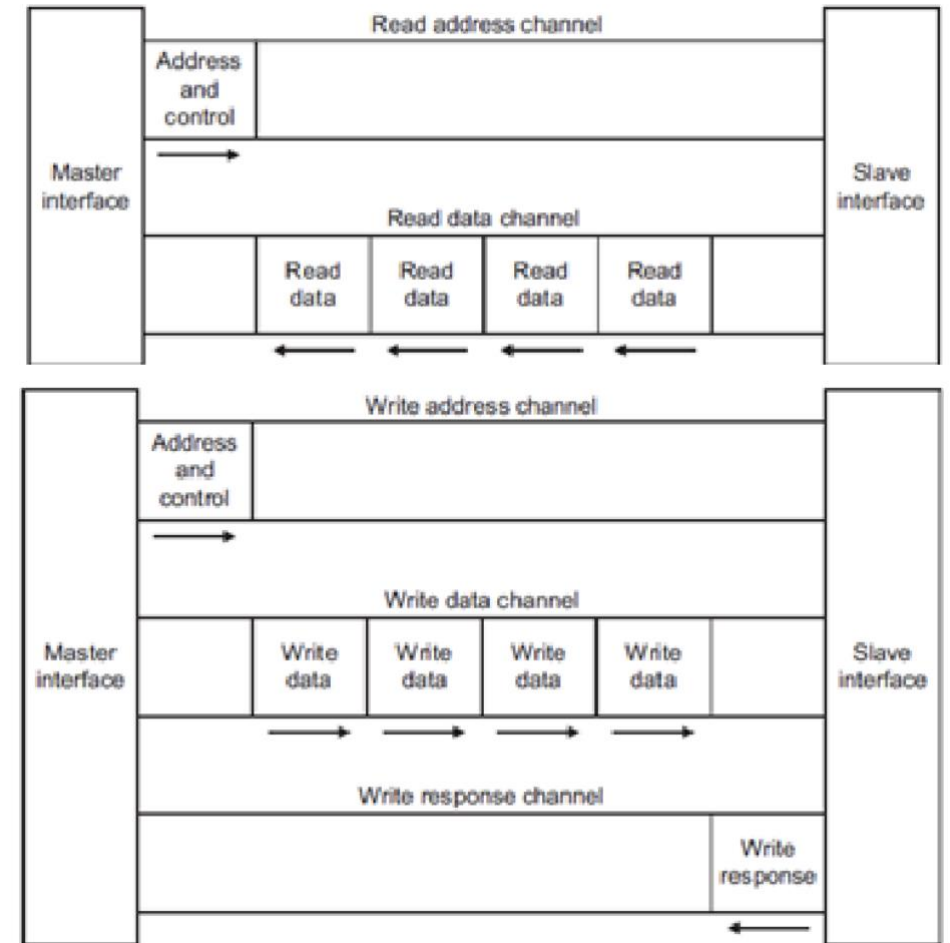 Read address channel
Address
and
control
Master
interface
Slave
interface
Read data channel
Read
data
Read
data
Read
data
Read
data
Write address channel
Address
and
control
Write data channel
Master
interface
Write
data
Write
data
Write
data
Write
data
Slave
interface
Write response channel
Write
response